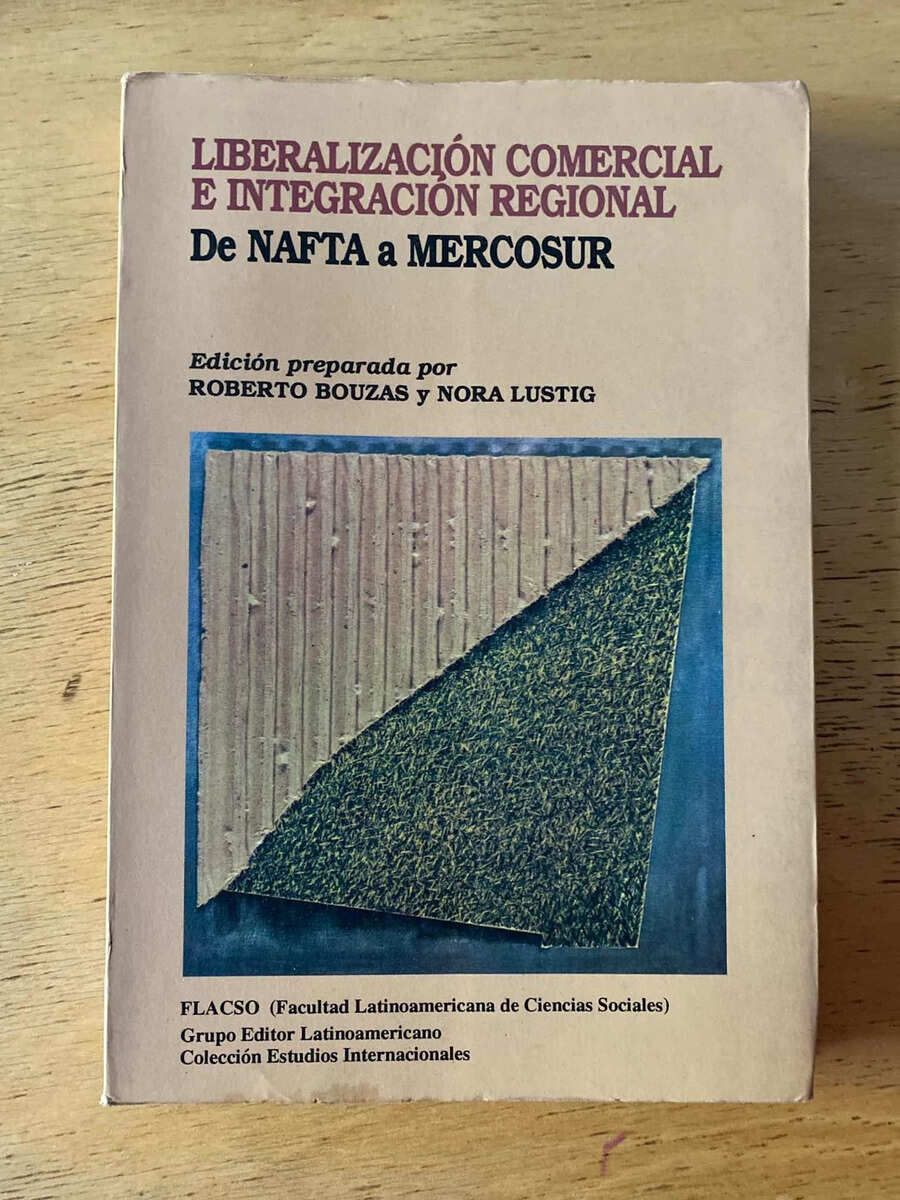 LIBERALIZACIÓN COMERCIAL
E INTEGRACIÓN REGIONAL
De NAFTA a MERCOSUR
Edición preparada por
ROBERTO BOUZAS y NORA LUSTIG
FLACSO (Facultad Latinoamericana de Ciencias Sociales)
Grupo Editor Latinoamericano
Colección Estudios Internacionales